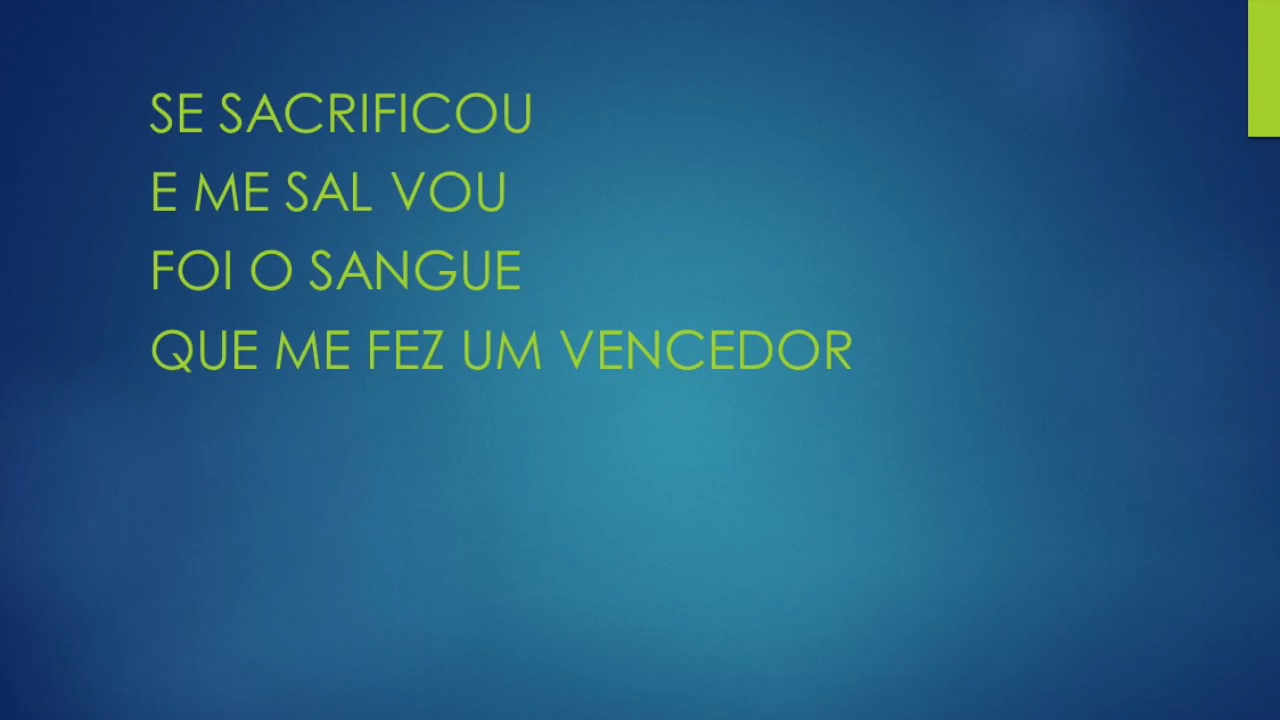 SE SACRIFICOU
E ME SAL VOU
FOI O SANGUE
QUE ME FEZ UM VENCEDOR